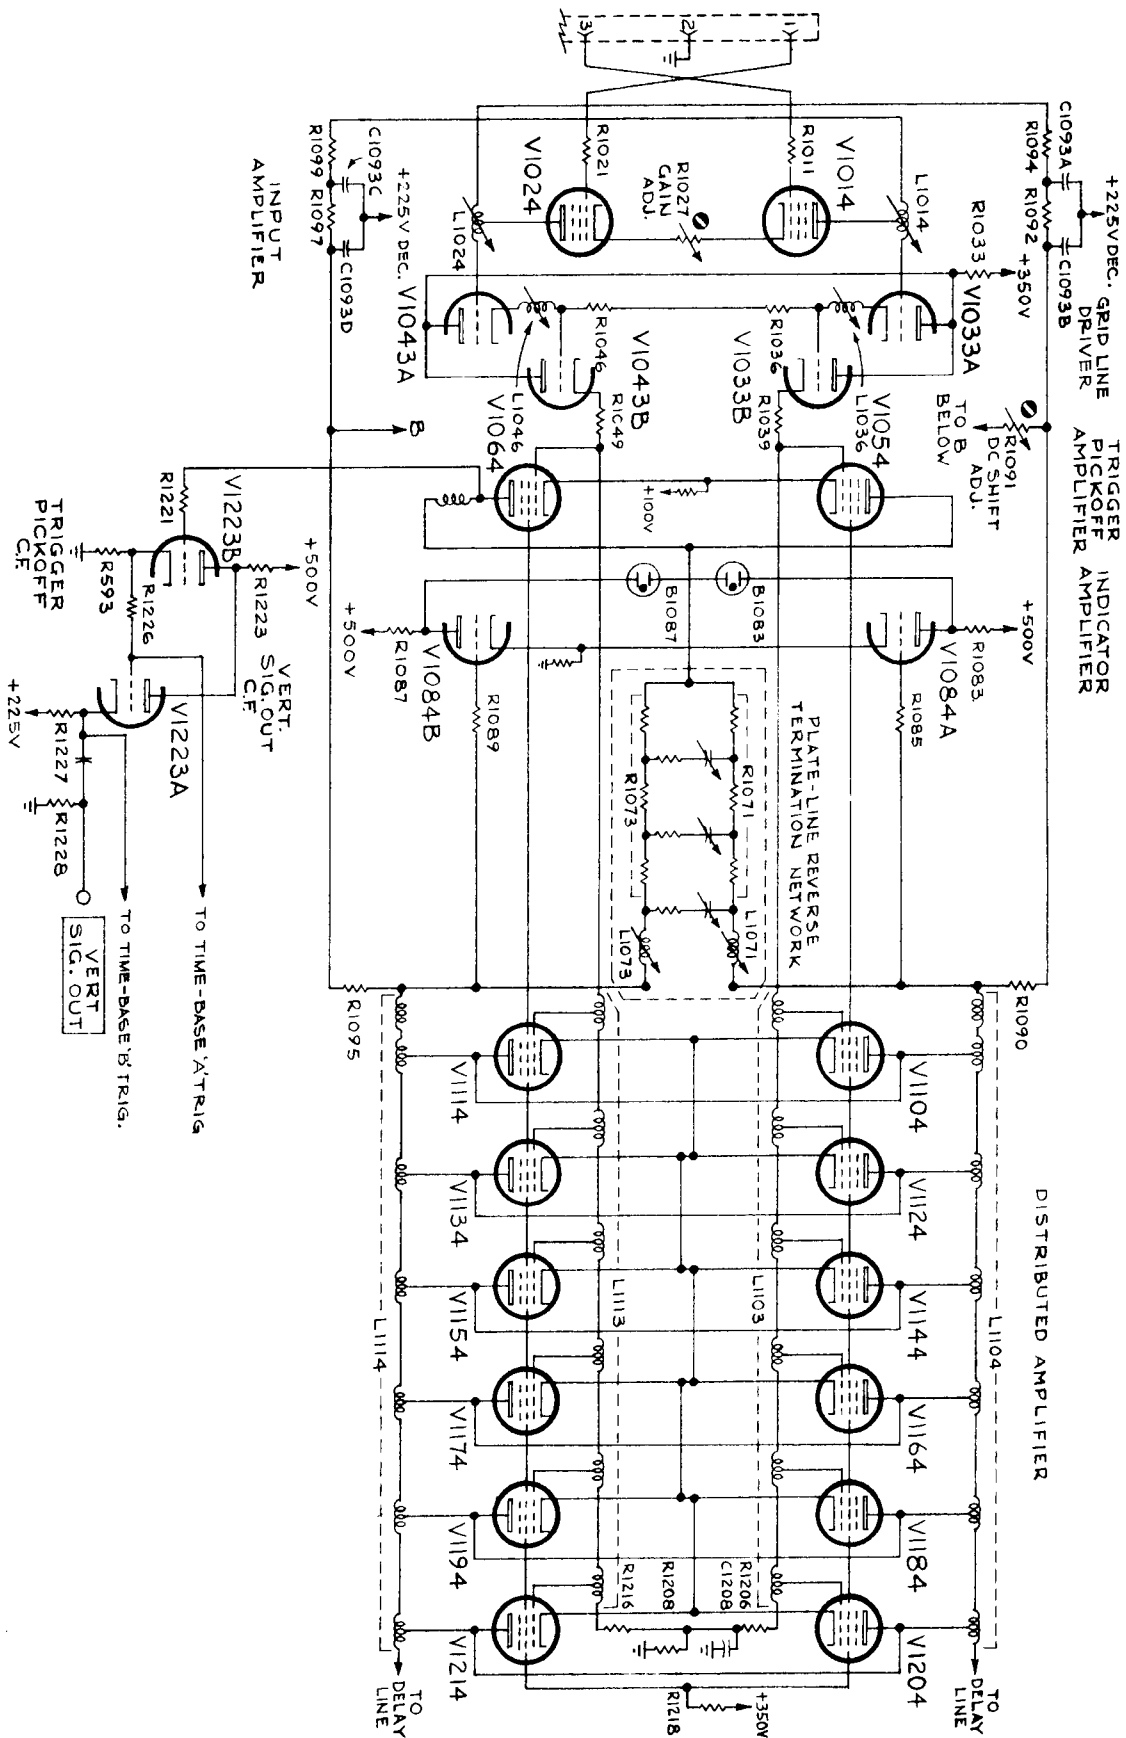 +225V DEC.
C1093A
R1094
R1092
C1093B
GRID LINE
DRIVER
TRIGGER
PICKOFF
AMPLIFIER
INDICATOR
AMPLIFIER
DISTRIBUTED AMPLIFIER
1
2
3
R1011
V1014
L1014
R1033
+350V
V1033A
R1027
GAIN
ADJ.
R1021
V1024
L1024
R1036
V1033B
L1036
R1039
V1054
TO B
BELOW
R1091
DC SHIFT
ADJ.
+500V
R1083
V1084A
R1085
R1090
L1104
TO
DELAY
LINE
R1046
V1043B
R1049
V1043A
L1046
V1064
+100V
B1083
B1087
PLATE-LINE REVERSE
TERMINATION NETWORK
R1071
L1071
R1073
L1073
V1104
V1124
V1144
V1164
V1184
V1204
L1103
L1113
R1206
C1208
R1208
R1216
R1218
+350V
V1114
V1134
V1154
V1174
V1194
V1214
L1114
TO
DELAY
LINE
R1095
R1089
V1084B
R1087
+500V
B
R1099
R1097
C1093C
C1093D
+225V DEC.
INPUT
AMPLIFIER
R1221
V1223B
+500V
R1223
VERT.
SIG. OUT
C.F.
R593
R1226
V1223A
TRIGGER
PICKOFF
C.F.
+225V
R1227
R1228
TO TIME-BASE 'A' TRIG
TO TIME-BASE 'B' TRIG.
VERT
SIG. OUT